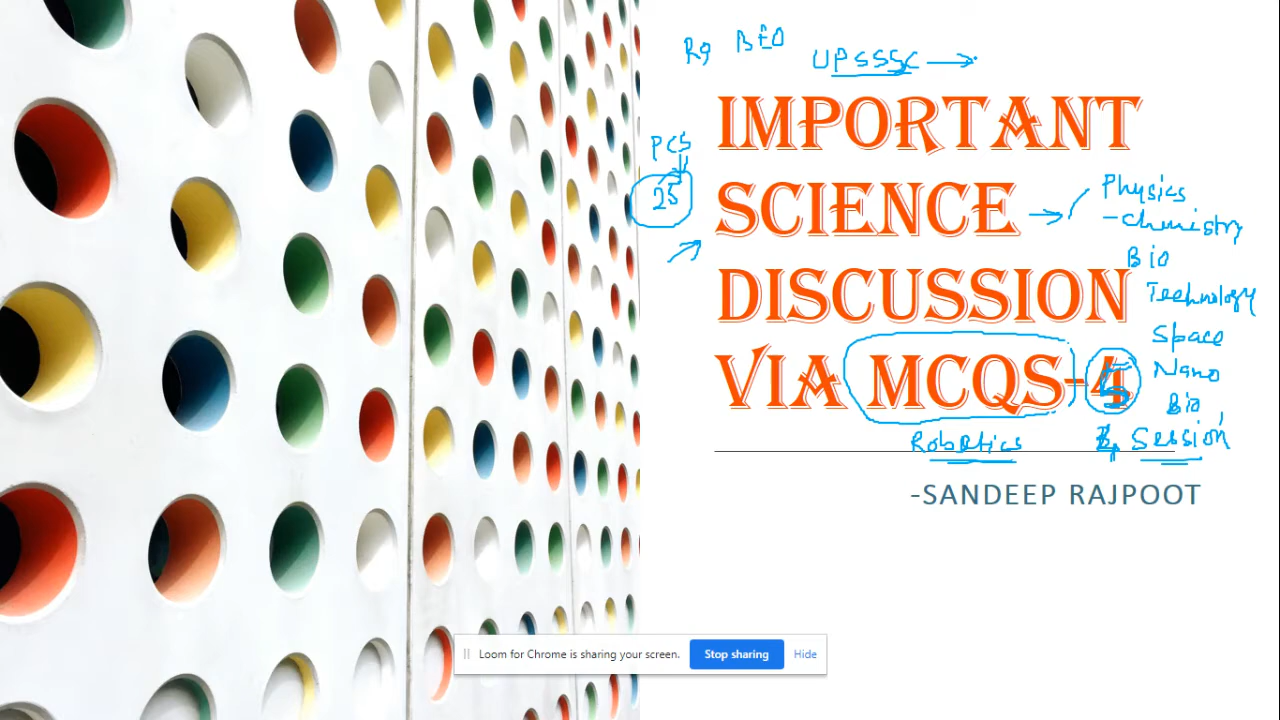 BEO
UPSSSC
IMPORTANT
PCS
25
SCIENCE
Physics
-chemistry
DISCUSSION
Bio
Technology
Space
VIA MCQS-4
5
Nano
Bio,
Robotics
Session
-SANDEEP RAJPOOT
Loom for Chrome is sharing your screen. Stop sharing Hide